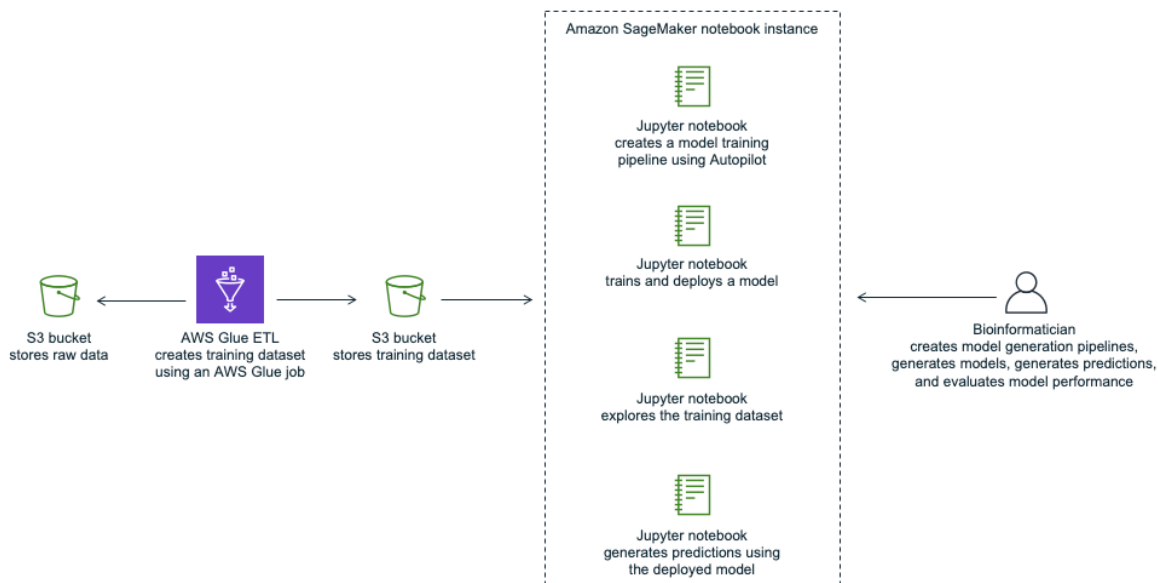 Amazon SageMaker notebook instance
Jupyter notebook
creates a model training
pipeline using Autopilot
Jupyter notebook
trains and deploys a model
S3 bucket
stores raw data
AWS Glue ETL
creates training dataset
using an AWS Glue job
S3 bucket
stores training dataset
Bioinformatician
creates model generation pipelines,
generates models, generates predictions,
and evaluates model performance
Jupyter notebook
explores the training dataset
Jupyter notebook
generates predictions using
the deployed model